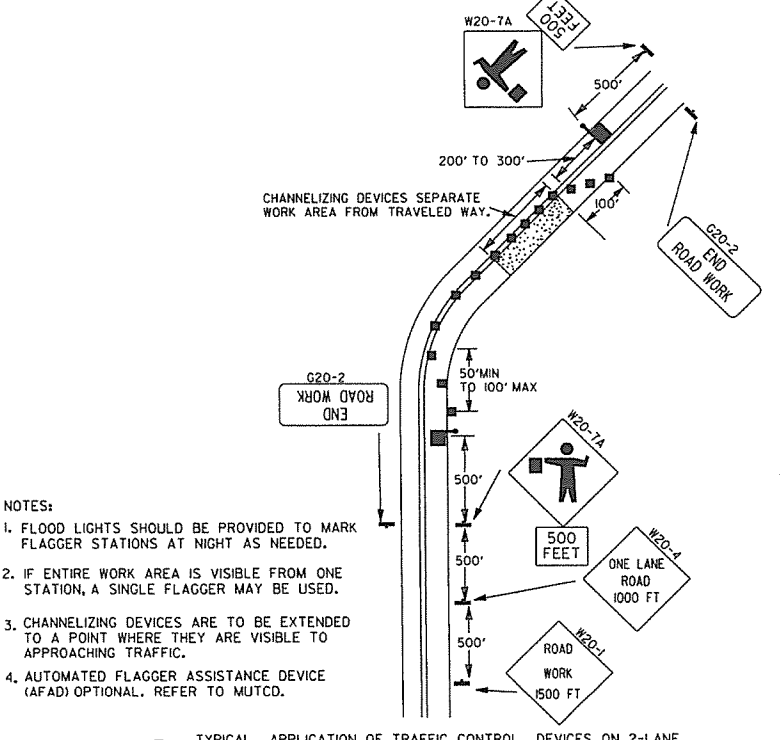 W20-7A
500
FEET
500'
200' TO 300'
CHANNELIZING DEVICES SEPARATE
WORK AREA FROM TRAVELED WAY.
100'
G20-2
END
ROAD WORK
G20-2
END
ROAD WORK
50'MIN
TO 100' MAX
W20-7A
500'
500
FEET
W20-4
ONE LANE
ROAD
1000 FT
500'
W20-1
ROAD
WORK
1500 FT
500'
NOTES:
1. FLOOD LIGHTS SHOULD BE PROVIDED TO MARK
FLAGGER STATIONS AT NIGHT AS NEEDED.
2. IF ENTIRE WORK AREA IS VISIBLE FROM ONE
STATION, A SINGLE FLAGGER MAY BE USED.
3. CHANNELIZING DEVICES ARE TO BE EXTENDED
TO A POINT WHERE THEY ARE VISIBLE TO
APPROACHING TRAFFIC.
4. AUTOMATED FLAGGER ASSISTANCE DEVICE
(AFAD) OPTIONAL. REFER TO MUTCD.
TYPICAL APPLICATION OF TRAFFIC CONTROL DEVICES ON 2-LANE